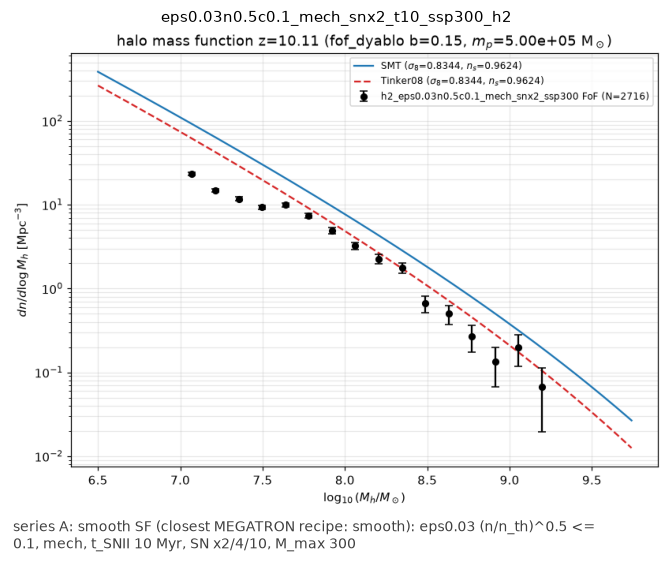 eps0.03n0.5c0.1_mech_snx2_t10_ssp300_h2
halo mass function z=10.11 (fof_dyablo b=0.15, m_p=5.00e+05 M_⊙)
SMT (σ_8=0.8344, n_s=0.9624)
Tinker08 (σ_8=0.8344, n_s=0.9624)
h2_eps0.03n0.5c0.1_mech_snx2_ssp300 FoF (N=2716)
dn/dlog M_h [Mpc^−3]
10^2
10^1
10^0
10^−1
10^−2
6.5 7.0 7.5 8.0 8.5 9.0 9.5
log_10 (M_h/M_⊙)
series A: smooth SF (closest MEGATRON recipe: smooth): eps0.03 (n/n_th)^0.5 <=
0.1, mech, t_SNII 10 Myr, SN x2/4/10, M_max 300